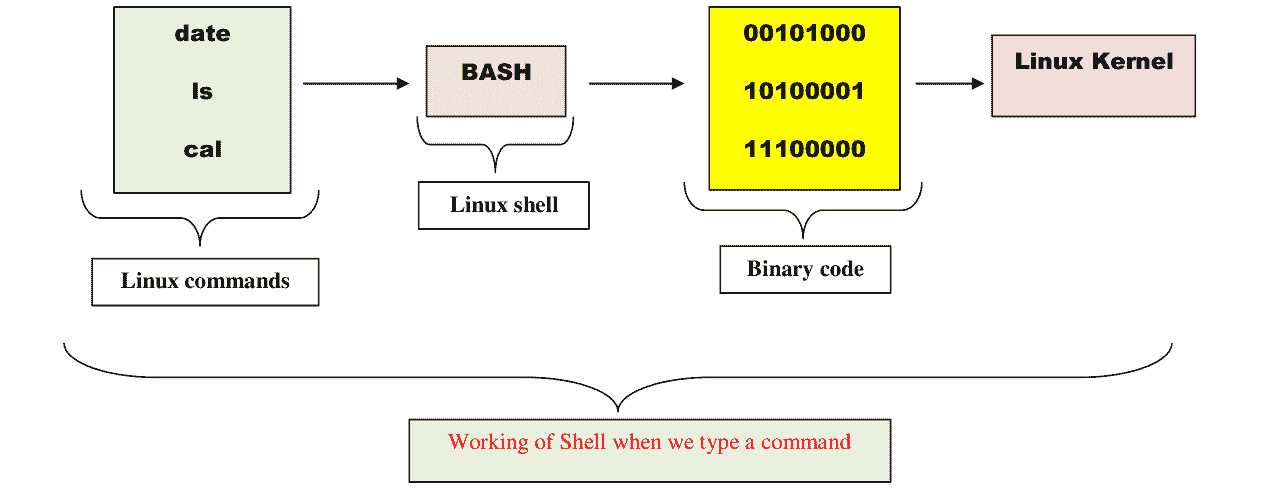 date
ls
cal
BASH
00101000
10100001
11100000
Linux Kernel
Linux commands
Linux shell
Binary code
Working of Shell when we type a command